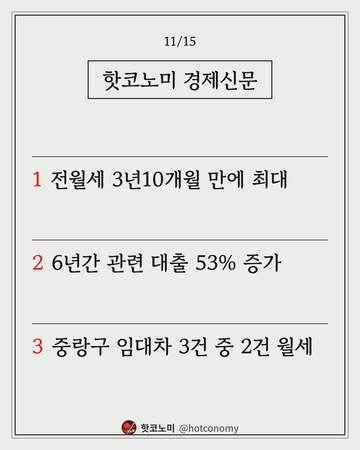 11/15
핫코노미 경제신문
1 전월세 3년10개월 만에 최대
2 6년간 관련 대출 53% 증가
3 중랑구 임대차 3건 중 2건 월세
핫코노미 @hotconomy